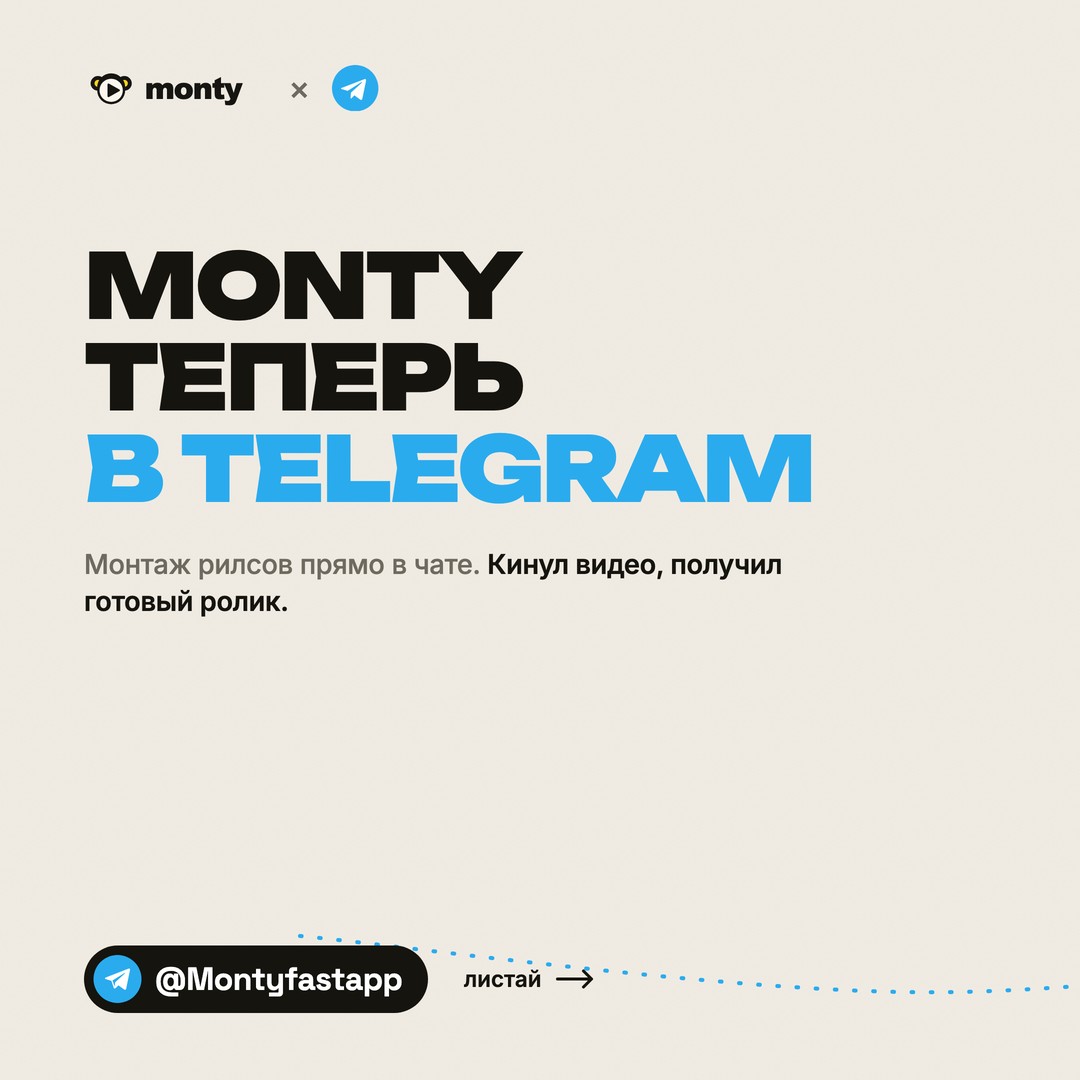 monty ×
MONTY
ТЕПЕРЬ
В TELEGRAM
Монтаж рилсов прямо в чате. Кинул видео, получил
готовый ролик.
@Montyfastapp листай →